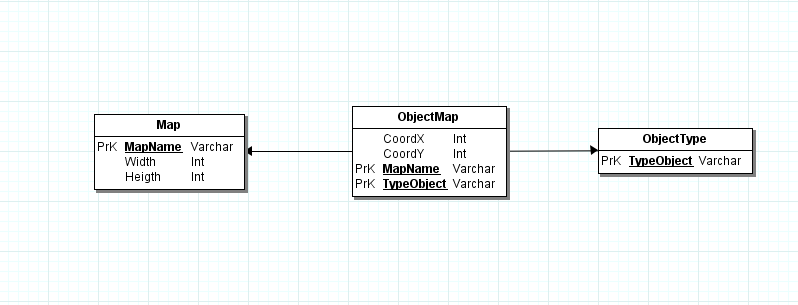 Map
PrK MapName Varchar
Width Int
Heigth Int
ObjectMap
CoordX Int
CoordY Int
PrK MapName Varchar
PrK TypeObject Varchar
ObjectType
PrK TypeObject Varchar